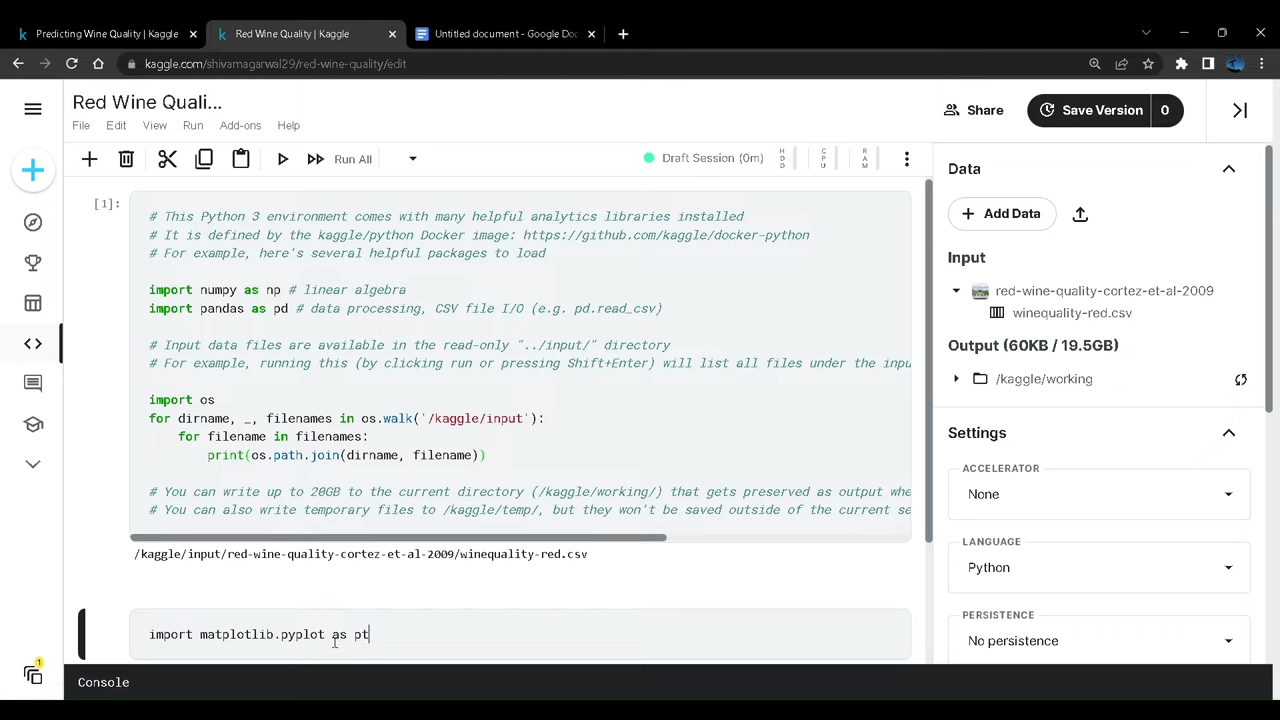 Predicting Wine Quality | Kaggle
Red Wine Quality | Kaggle
Untitled document - Google Doc
kaggle.com/shivamagarwal29/red-wine-quality/edit
Red Wine Quali...
File Edit View Run Add-ons Help
Share
Save Version 0
Run All
Draft Session (0m)
HDD
CPU
RAM
[1]:
# This Python 3 environment comes with many helpful analytics libraries installed
# It is defined by the kaggle/python Docker image: https://github.com/kaggle/docker-python
# For example, here's several helpful packages to load
import numpy as np # linear algebra
import pandas as pd # data processing, CSV file I/O (e.g. pd.read_csv)
# Input data files are available in the read-only "../input/" directory
# For example, running this (by clicking run or pressing Shift+Enter) will list all files under the inpu
import os
for dirname, _, filenames in os.walk('/kaggle/input'):
    for filename in filenames:
        print(os.path.join(dirname, filename))
# You can write up to 20GB to the current directory (/kaggle/working/) that gets preserved as output whe
# You can also write temporary files to /kaggle/temp/, but they won't be saved outside of the current se
/kaggle/input/red-wine-quality-cortez-et-al-2009/winequality-red.csv
import matplotlib.pyplot as pt
Console
1
Data
Add Data
Input
red-wine-quality-cortez-et-al-2009
winequality-red.csv
Output (60KB / 19.5GB)
/kaggle/working
Settings
ACCELERATOR
None
LANGUAGE
Python
PERSISTENCE
No persistence